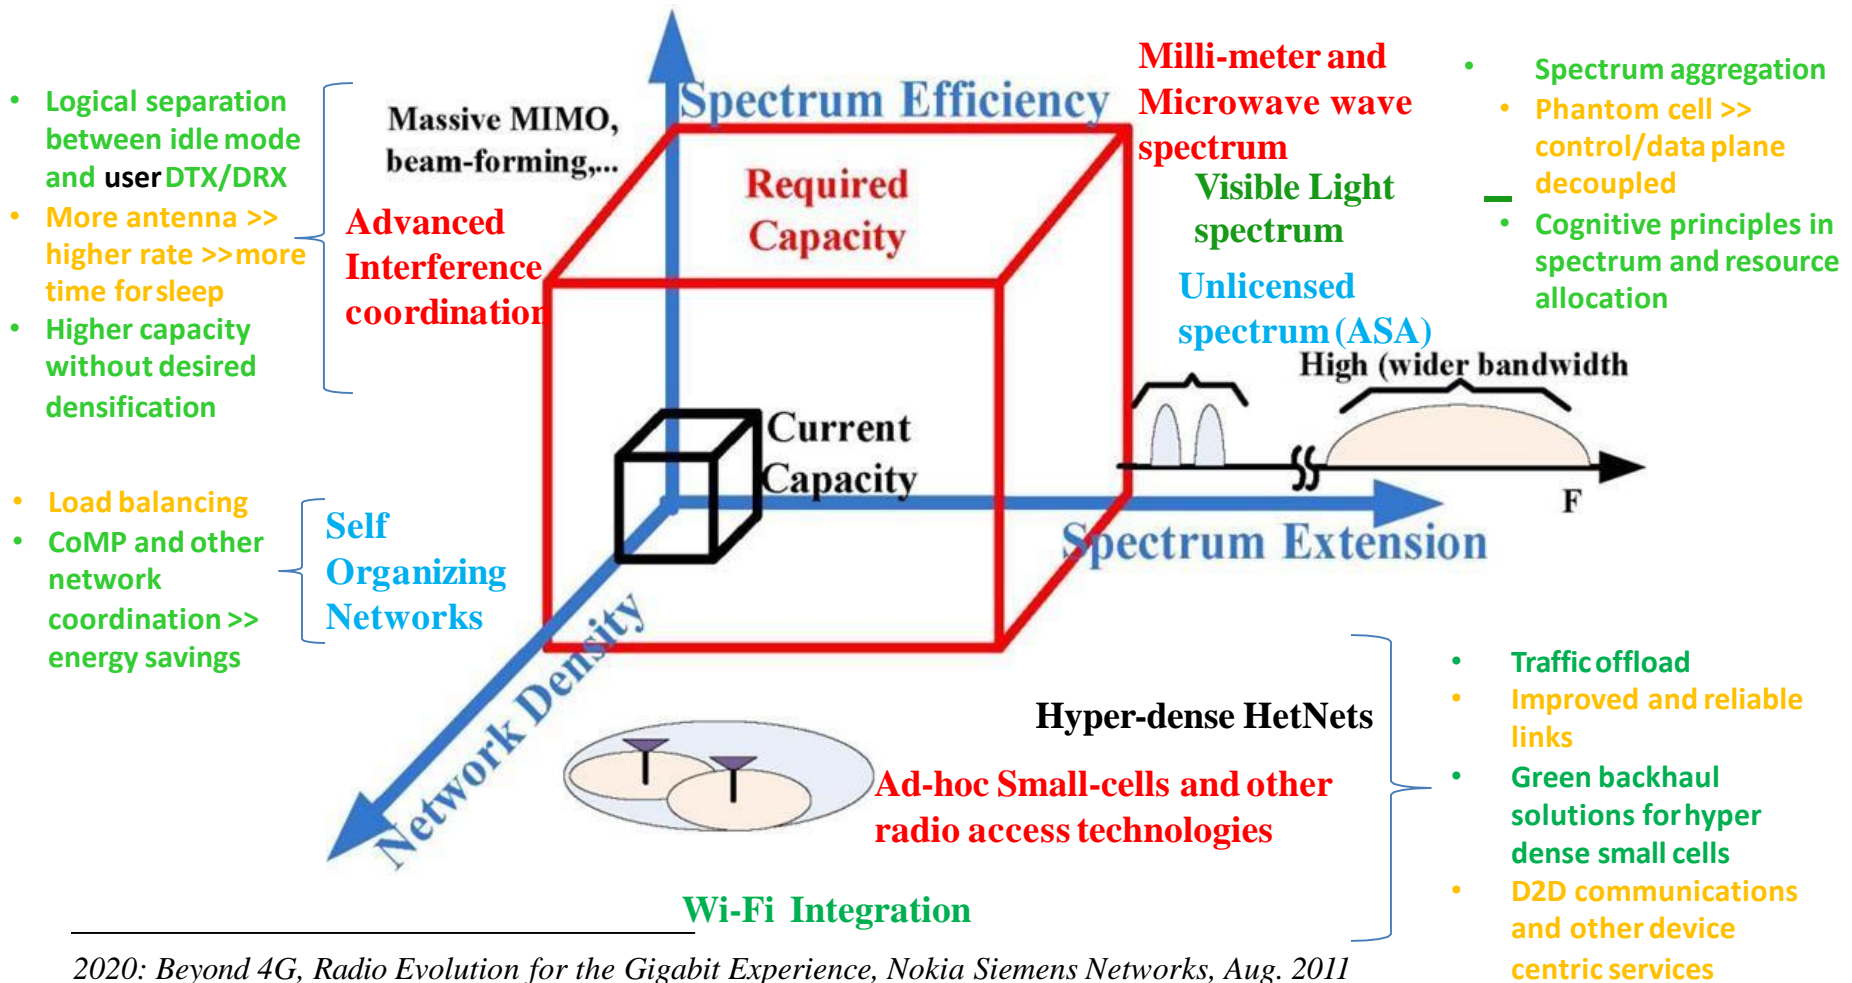 • Logical separation
between idle mode
and user DTX/DRX
• More antenna >>
higher rate >>more
time for sleep
• Higher capacity
without desired
densification
Massive MIMO,
beam-forming,...
Advanced
Interference
coordination
Spectrum Efficiency
Required
Capacity
Milli-meter and
Microwave wave
spectrum
Visible Light
spectrum
Unlicensed
spectrum (ASA)
• Spectrum aggregation
• Phantom cell >>
control/data plane
decoupled
• Cognitive principles in
spectrum and resource
allocation
High (wider bandwidth
F
Current
Capacity
Spectrum Extension
• Load balancing
• CoMP and other
network
coordination >>
energy savings
Self
Organizing
Networks
Network Density
Hyper-dense HetNets
Ad-hoc Small-cells and other
radio access technologies
Wi-Fi Integration
• Traffic offload
• Improved and reliable
links
• Green backhaul
solutions for hyper
dense small cells
• D2D communications
and other device
centric services
2020: Beyond 4G, Radio Evolution for the Gigabit Experience, Nokia Siemens Networks, Aug. 2011